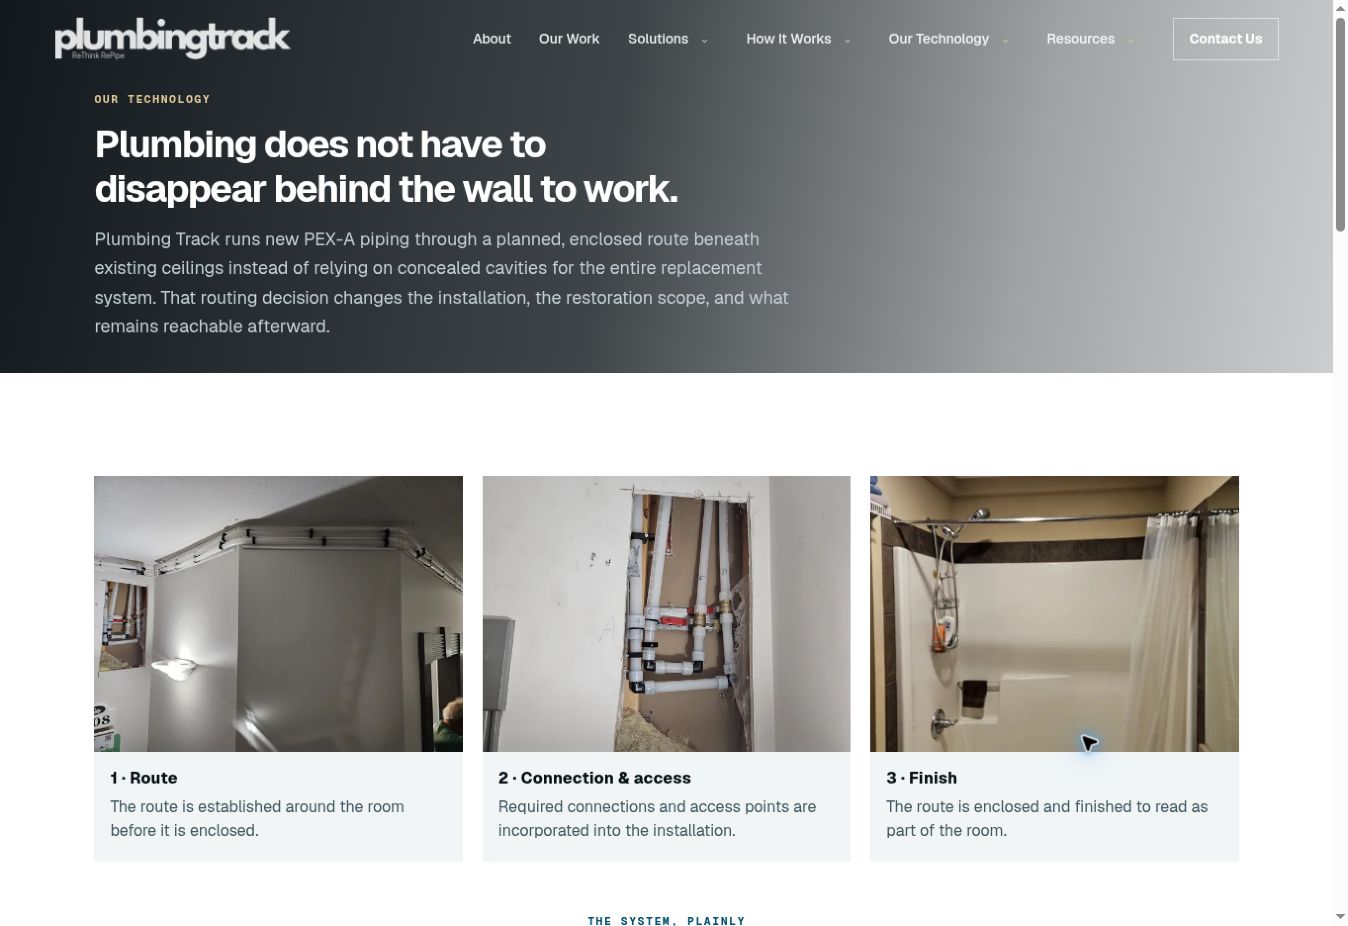 plumbingtrack
ReThink RePipe
About
Our Work
Solutions
How It Works
Our Technology
Resources
Contact Us
OUR TECHNOLOGY
Plumbing does not have to
disappear behind the wall to work.
Plumbing Track runs new PEX-A piping through a planned, enclosed route beneath
existing ceilings instead of relying on concealed cavities for the entire replacement
system. That routing decision changes the installation, the restoration scope, and what
remains reachable afterward.
1 · Route
The route is established around the room
before it is enclosed.
2 · Connection & access
Required connections and access points are
incorporated into the installation.
3 · Finish
The route is enclosed and finished to read as
part of the room.
THE SYSTEM, PLAINLY